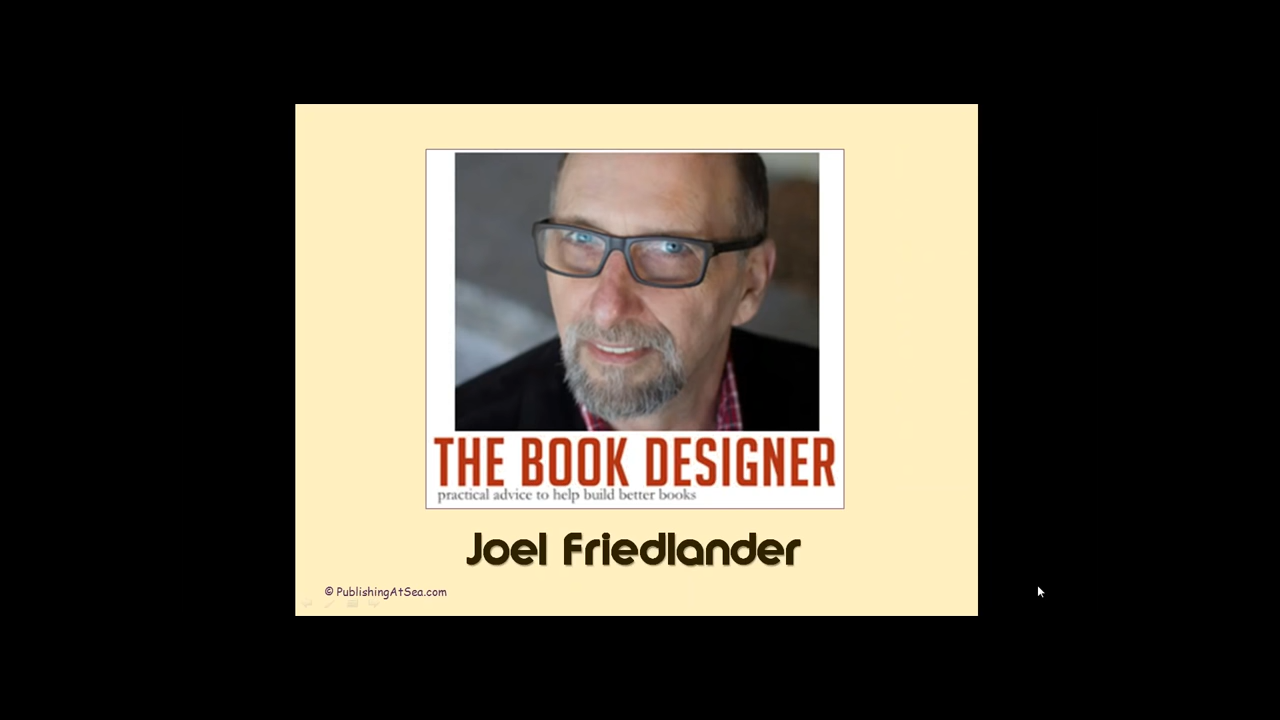 THE BOOK DESIGNER
practical advice to help build better books
Joel Friedlander
© PublishingAtSea.com